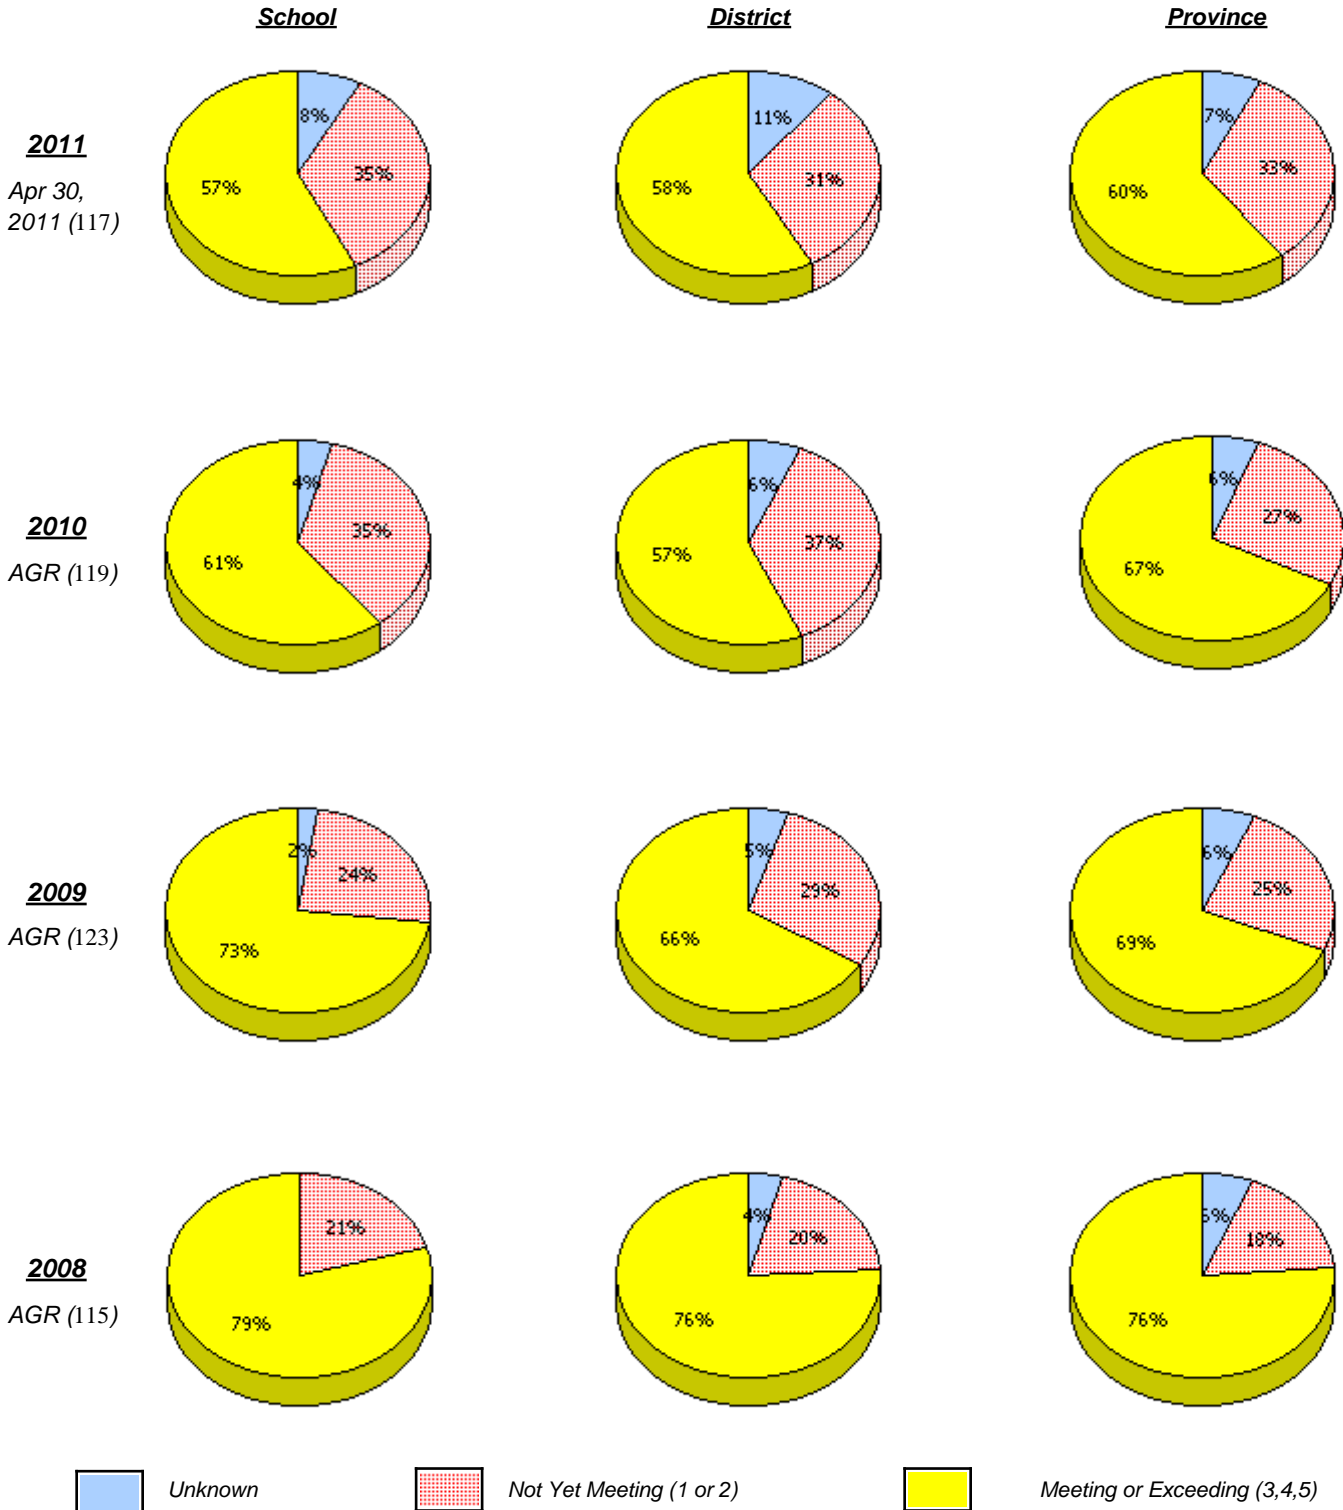 School District Province
2011
Apr 30,
2011 (117)
8% 35% 57%
11% 31% 58%
7% 33% 60%
2010
AGR (119)
4% 35% 61%
6% 37% 57%
6% 27% 67%
2009
AGR (123)
2% 24% 73%
5% 29% 66%
6% 25% 69%
2008
AGR (115)
21% 79%
4% 20% 76%
6% 18% 76%
Unknown Not Yet Meeting (1 or 2) Meeting or Exceeding (3,4,5)